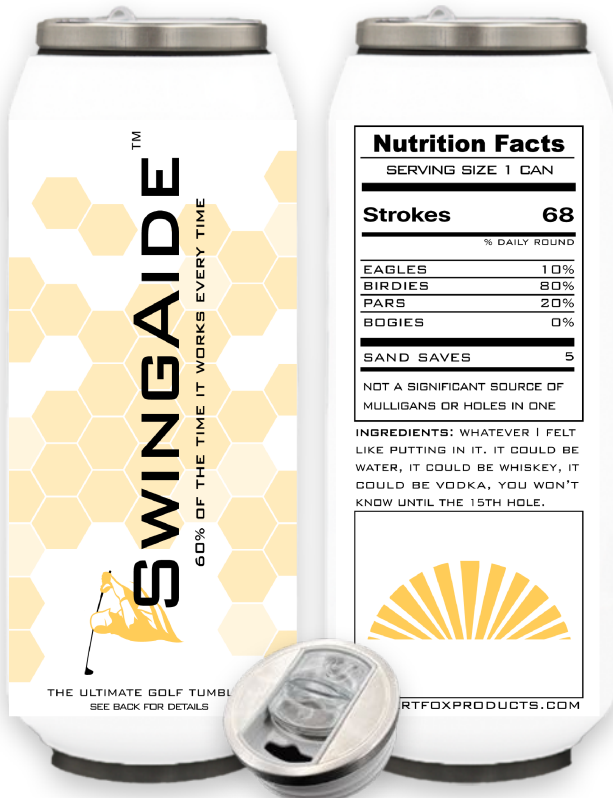 SWINGAIDE™
60% OF THE TIME IT WORKS EVERY TIME
THE ULTIMATE GOLF
SEE BACK FOR DETAILS
Nutrition Facts
SERVING SIZE 1 CAN
Strokes 68
% DAILY ROUND
EAGLES 10%
BIRDIES 80%
PARS 20%
BOGIES 0%
SAND SAVES 5
NOT A SIGNIFICANT SOURCE OF
MULLIGANS OR HOLES IN ONE
INGREDIENTS: WHATEVER I FELT
LIKE PUTTING IN IT. IT COULD BE
WATER, IT COULD BE WHISKEY, IT
COULD BE VODKA, YOU WON'T
KNOW UNTIL THE 15TH HOLE.
RTFOXPRODUCTS.COM